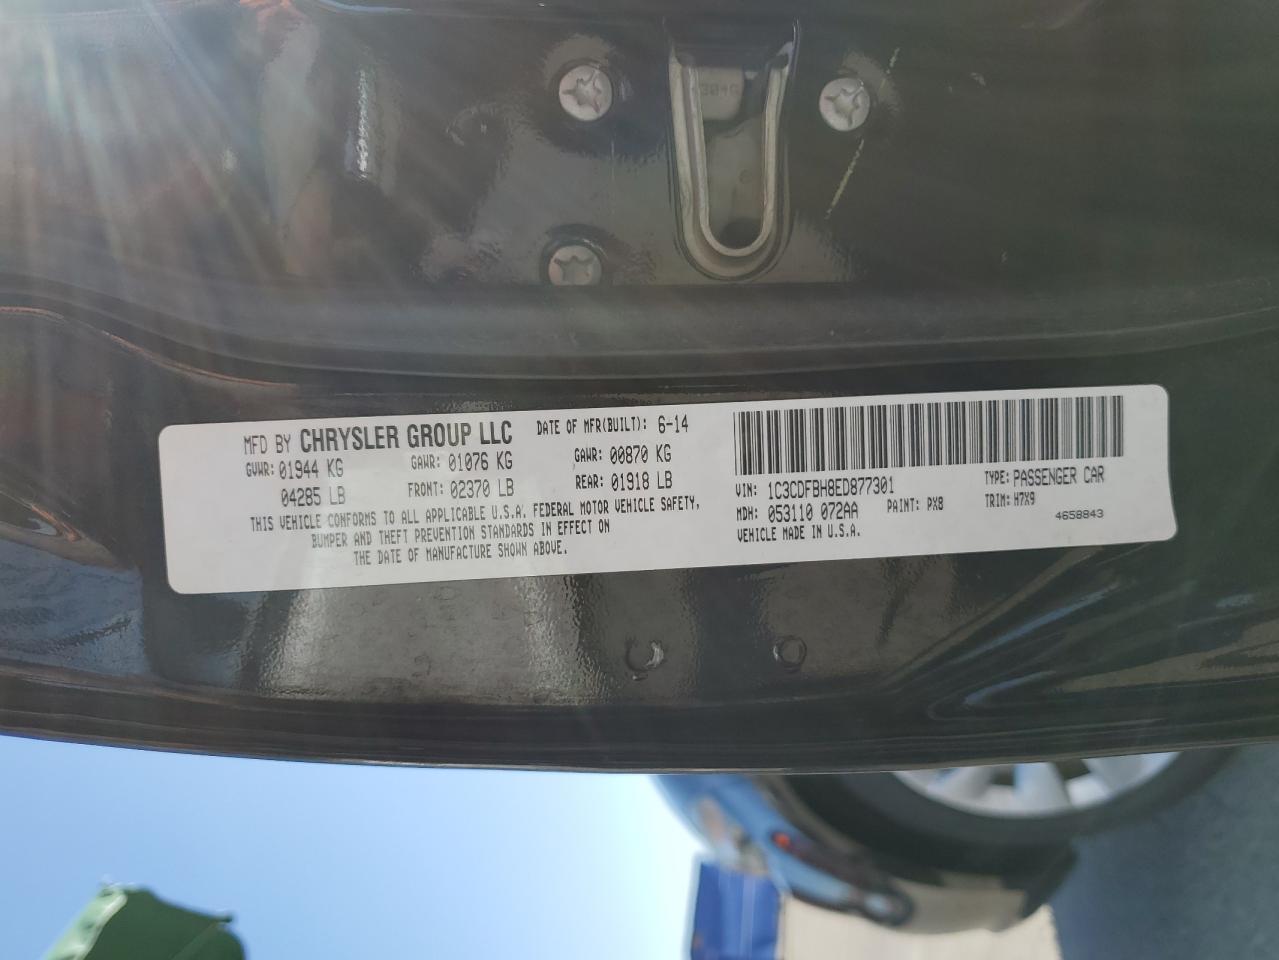 MFD BY CHRYSLER GROUP LLC DATE OF MFR(BUILT): 6-14
GVWR: 01944 KG GAWR: 01076 KG GAWR: 00870 KG
04285 LB FRONT: 02370 LB REAR: 01918 LB
THIS VEHICLE CONFORMS TO ALL APPLICABLE U.S.A. FEDERAL MOTOR VEHICLE SAFETY,
BUMPER AND THEFT PREVENTION STANDARDS IN EFFECT ON
THE DATE OF MANUFACTURE SHOWN ABOVE.
VIN: 1C3CDFBH8ED877301 TYPE: PASSENGER CAR
MDH: 053110 072AA PAINT: PX8 TRIM: H7X9
VEHICLE MADE IN U.S.A. 4658843